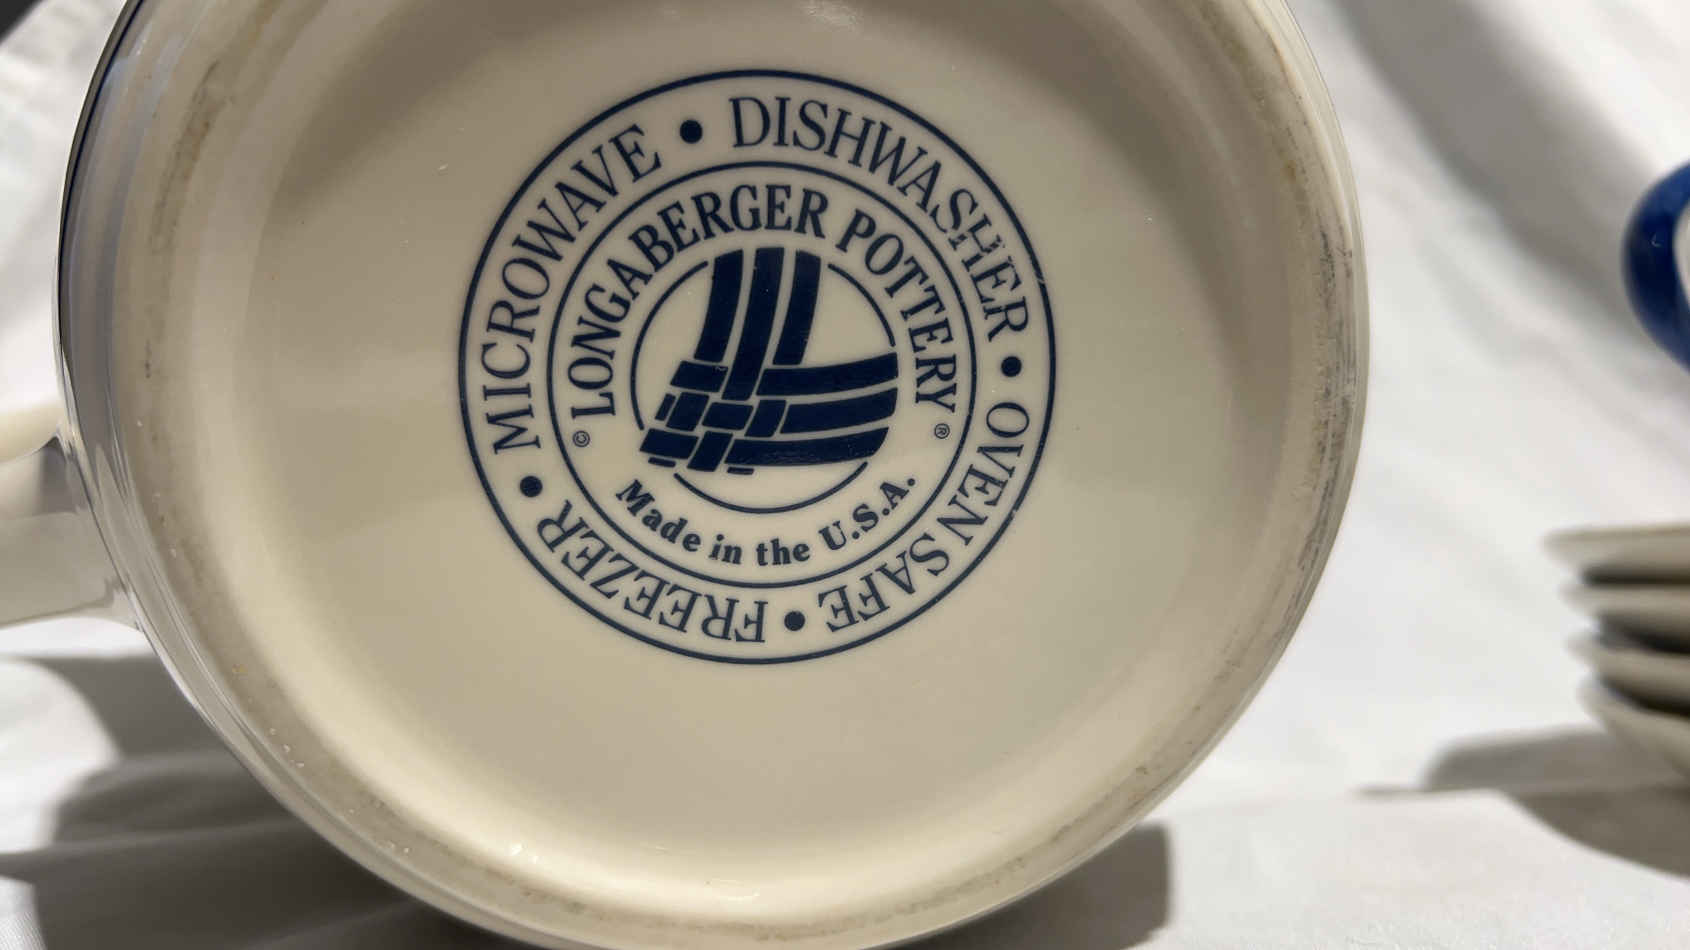 MICROWAVE • DISHWASHER • OVEN SAFE • FREEZER •
© LONGABERGER POTTERY ®
Made in the U.S.A.